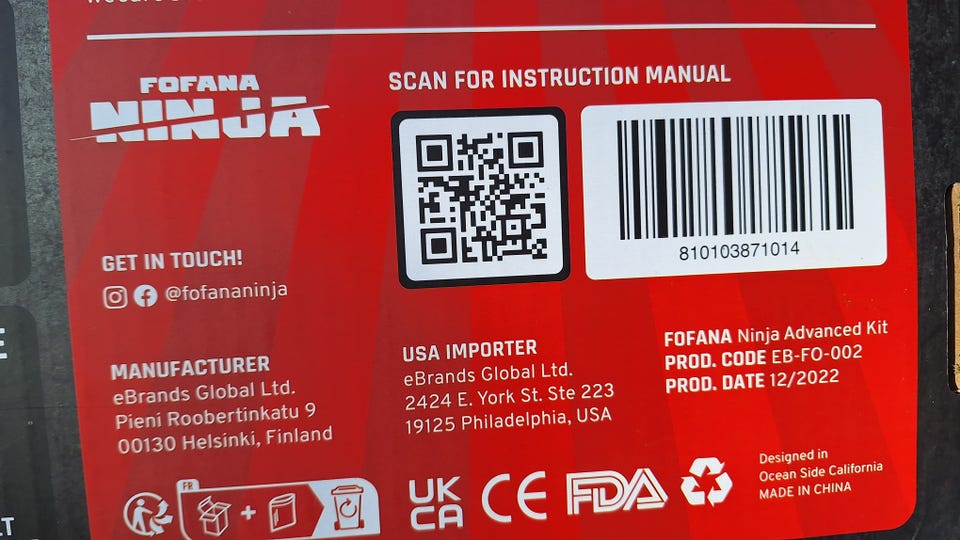 FOFANA
NINJA
SCAN FOR INSTRUCTION MANUAL
810103871014
GET IN TOUCH!
@fofananinja
MANUFACTURER
eBrands Global Ltd.
Pieni Roobertinkatu 9
00130 Helsinki, Finland
USA IMPORTER
eBrands Global Ltd.
2424 E. York St. Ste 223
19125 Philadelphia, USA
FOFANA Ninja Advanced Kit
PROD. CODE EB-FO-002
PROD. DATE 12/2022
FR
+
UK
CA
CE
FDA
Designed in
Ocean Side California
MADE IN CHINA